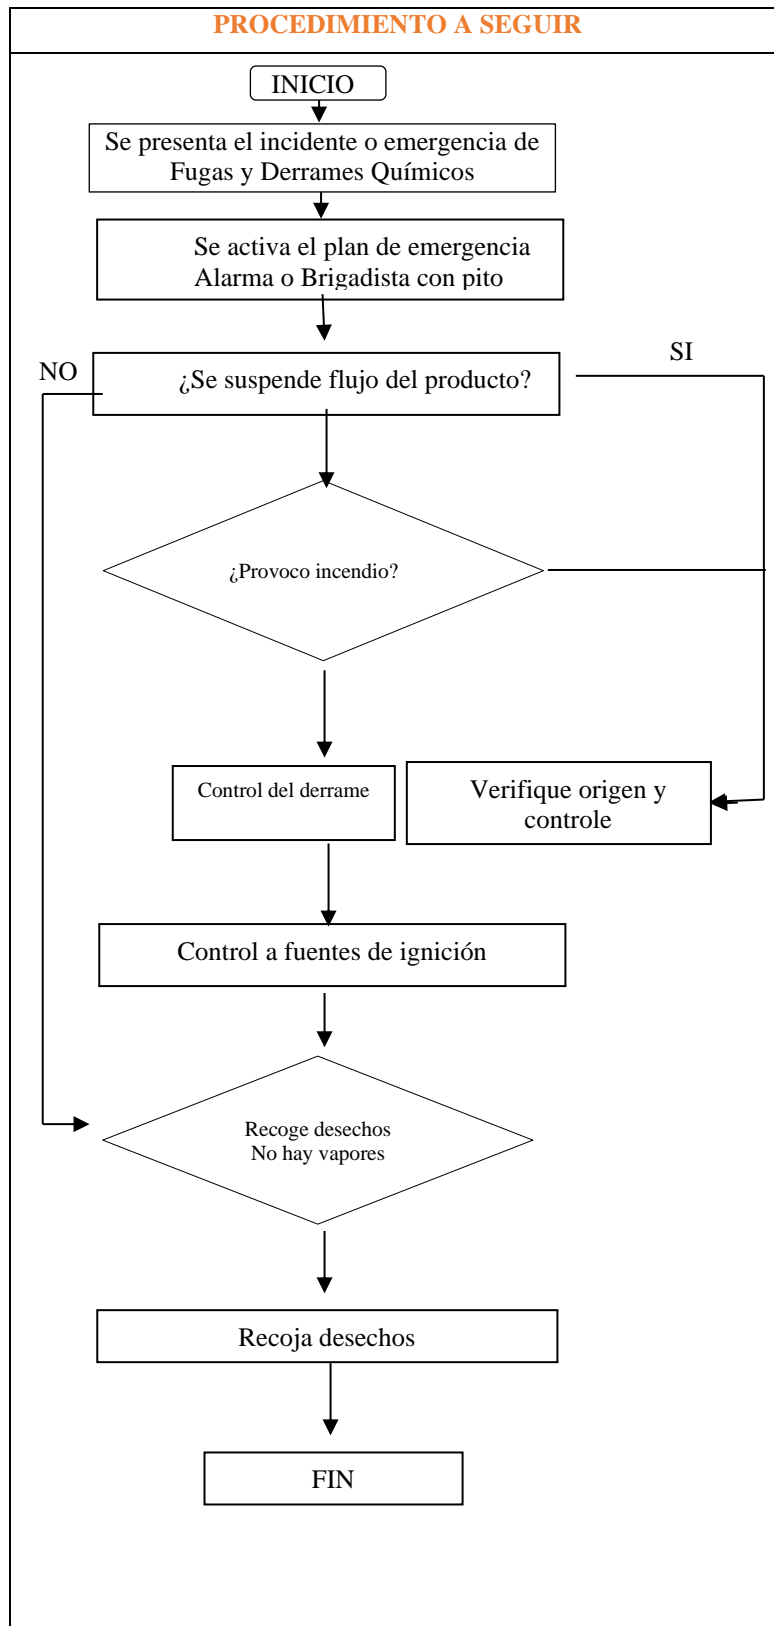 PROCEDIMIENTO A SEGUIR
INICIO
Se presenta el incidente o emergencia de
Fugas y Derrames Químicos
Se activa el plan de emergencia
Alarma o Brigadista con pito
SI
NO
¿Se suspende flujo del producto?
¿Provoco incendio?
Control del derrame
Verifique origen y
controle
Control a fuentes de ignición
Recoge desechos
No hay vapores
Recoja desechos
FIN